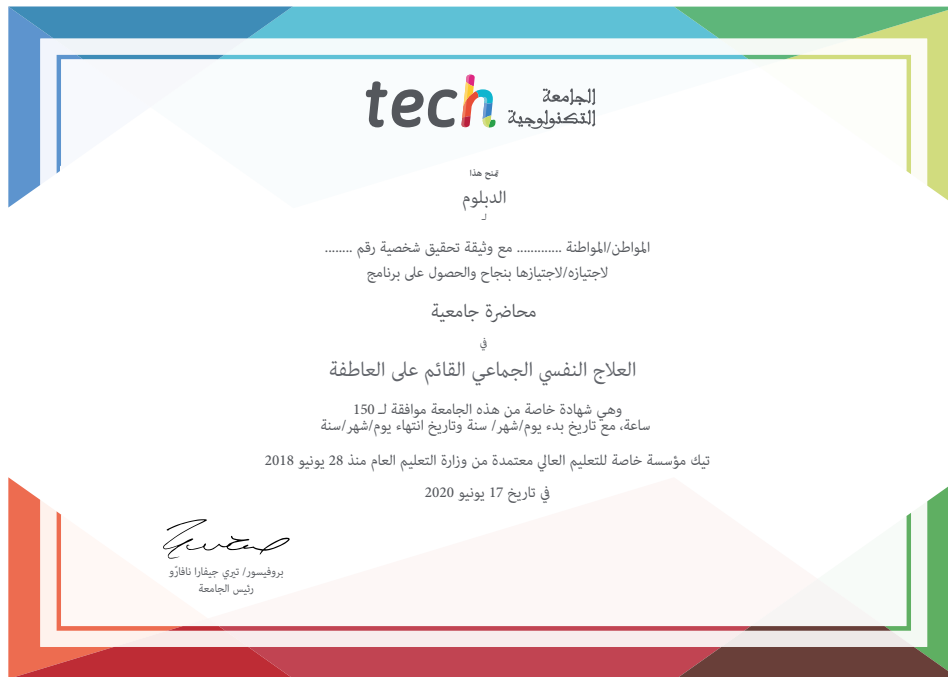 tech الجامعة
التكنولوجية
تمنح هذا
الدبلوم
لـ
المواطن/المواطنة ............. مع وثيقة تحقيق شخصية رقم ........
لاجتيازه/لاجتيازها بنجاح والحصول على برنامج
محاضرة جامعية
في
العلاج النفسي الجماعي القائم على العاطفة
وهي شهادة خاصة من هذه الجامعة موافقة لـ 150
ساعة، مع تاريخ بدء يوم/شهر/ سنة وتاريخ انتهاء يوم/شهر/سنة
تيك مؤسسة خاصة للتعليم العالي معتمدة من وزارة التعليم العام منذ 28 يونيو 2018
في تاريخ 17 يونيو 2020
بروفيسور/ تيري جيفارا نافارّو
رئيس الجامعة